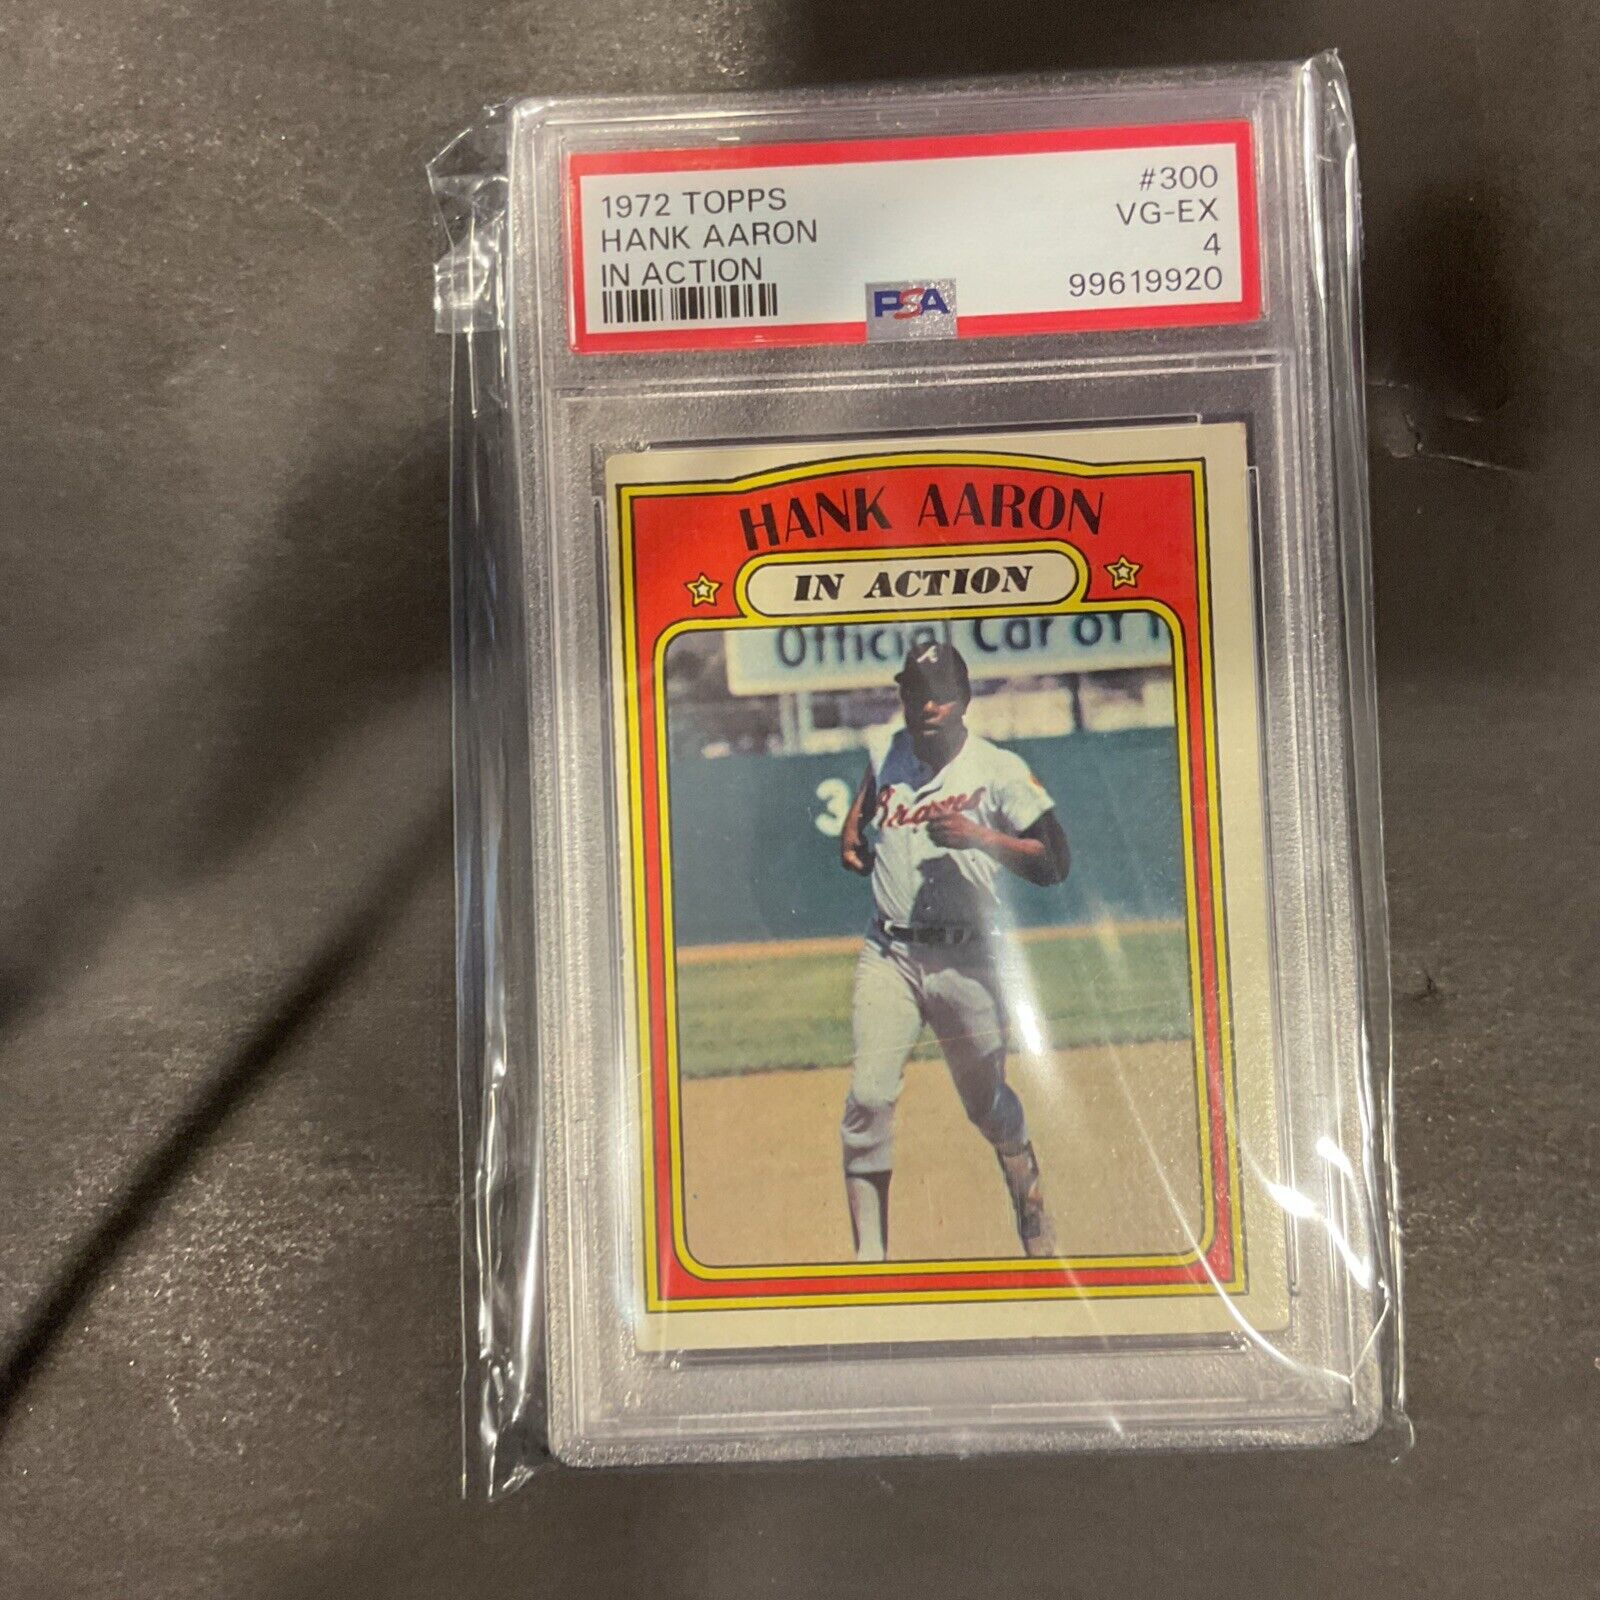 1972 TOPPS #300
HANK AARON VG-EX
IN ACTION 4
PSA 99619920
HANK AARON
IN ACTION
Official Car of
Braves